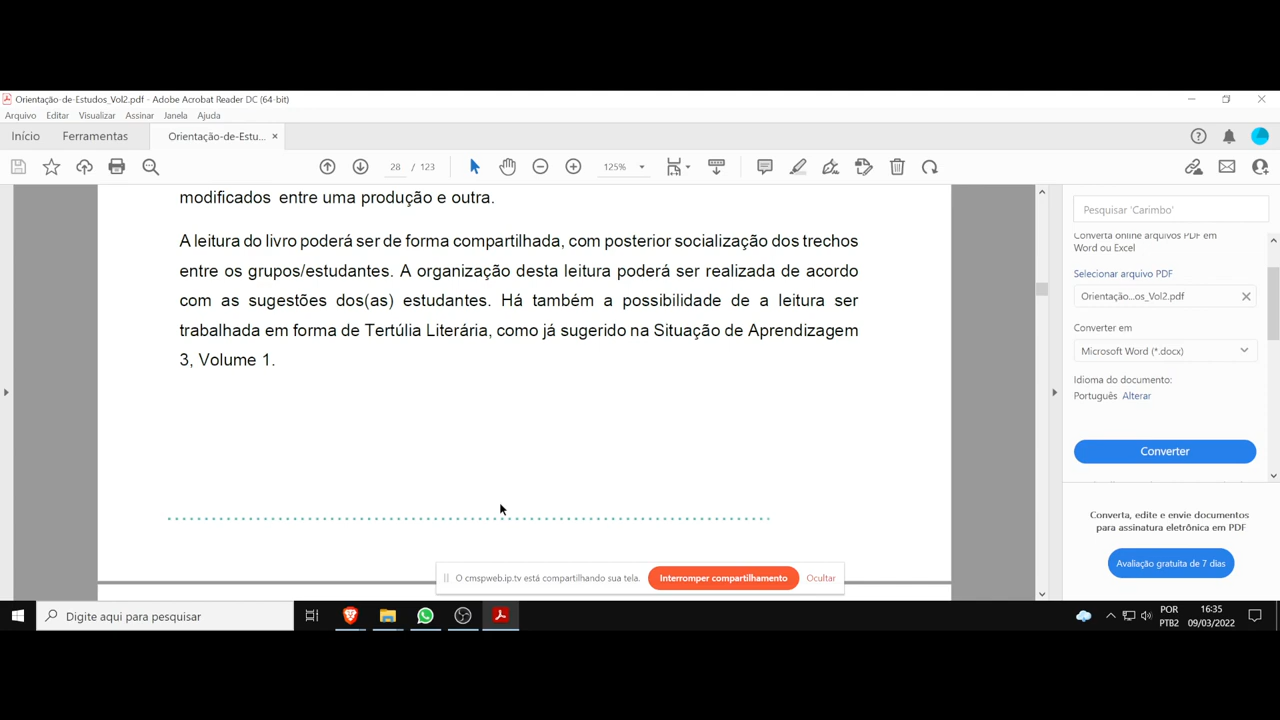 Orientação-de-Estudos_Vol2.pdf - Adobe Acrobat Reader DC (64-bit)
Arquivo Editar Visualizar Assinar Janela Ajuda
Início Ferramentas Orientação-de-Estu... ×
28 / 123 125%
modificados entre uma produção e outra.
A leitura do livro poderá ser de forma compartilhada, com posterior socialização dos trechos
entre os grupos/estudantes. A organização desta leitura poderá ser realizada de acordo
com as sugestões dos(as) estudantes. Há também a possibilidade de a leitura ser
trabalhada em forma de Tertúlia Literária, como já sugerido na Situação de Aprendizagem
3, Volume 1.
Pesquisar 'Carimbo'
Converta online arquivos PDF em
Word ou Excel
Selecionar arquivo PDF
Orientação...os_Vol2.pdf
Converter em
Microsoft Word (*.docx)
Idioma do documento:
Português Alterar
Converter
Converta, edite e envie documentos
para assinatura eletrônica em PDF
Avaliação gratuita de 7 dias
O cmspweb.ip.tv está compartilhando sua tela. Interromper compartilhamento Ocultar
Digite aqui para pesquisar
POR
PTB2
16:35
09/03/2022